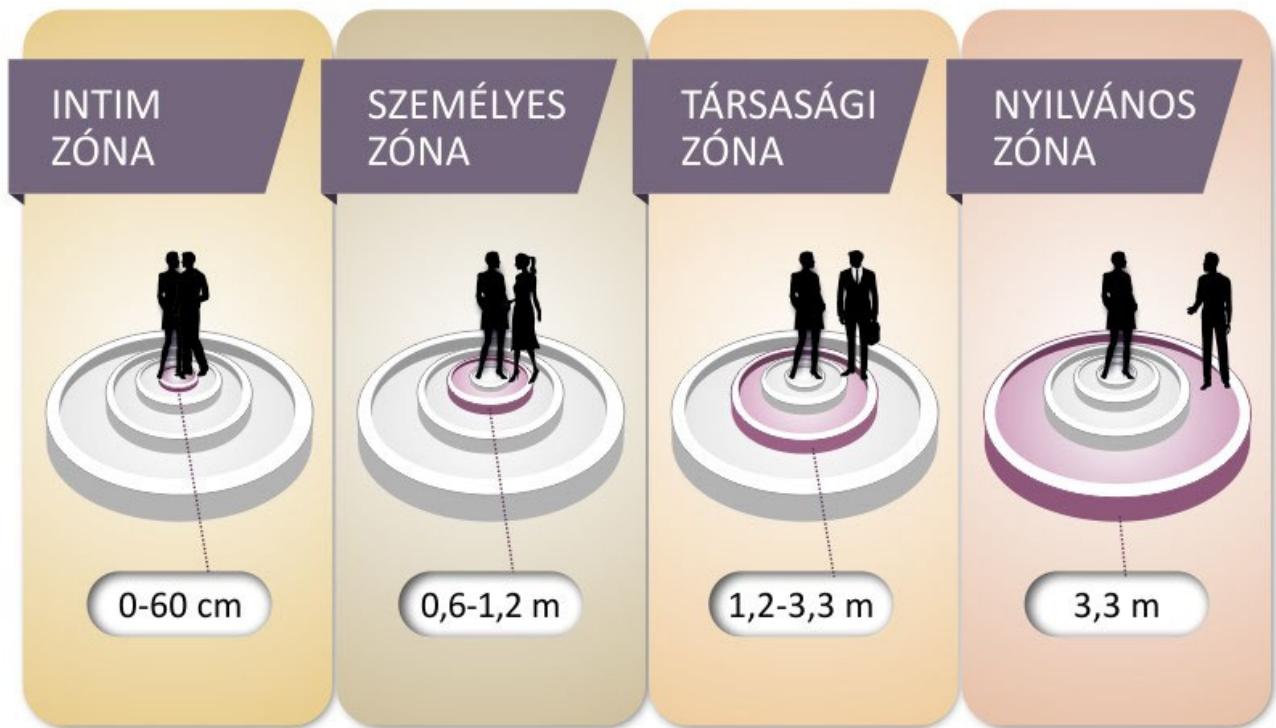 INTIM
ZÓNA
SZEMÉLYES
ZÓNA
TÁRSASÁGI
ZÓNA
NYILVÁNOS
ZÓNA
0-60 cm
0,6-1,2 m
1,2-3,3 m
3,3 m